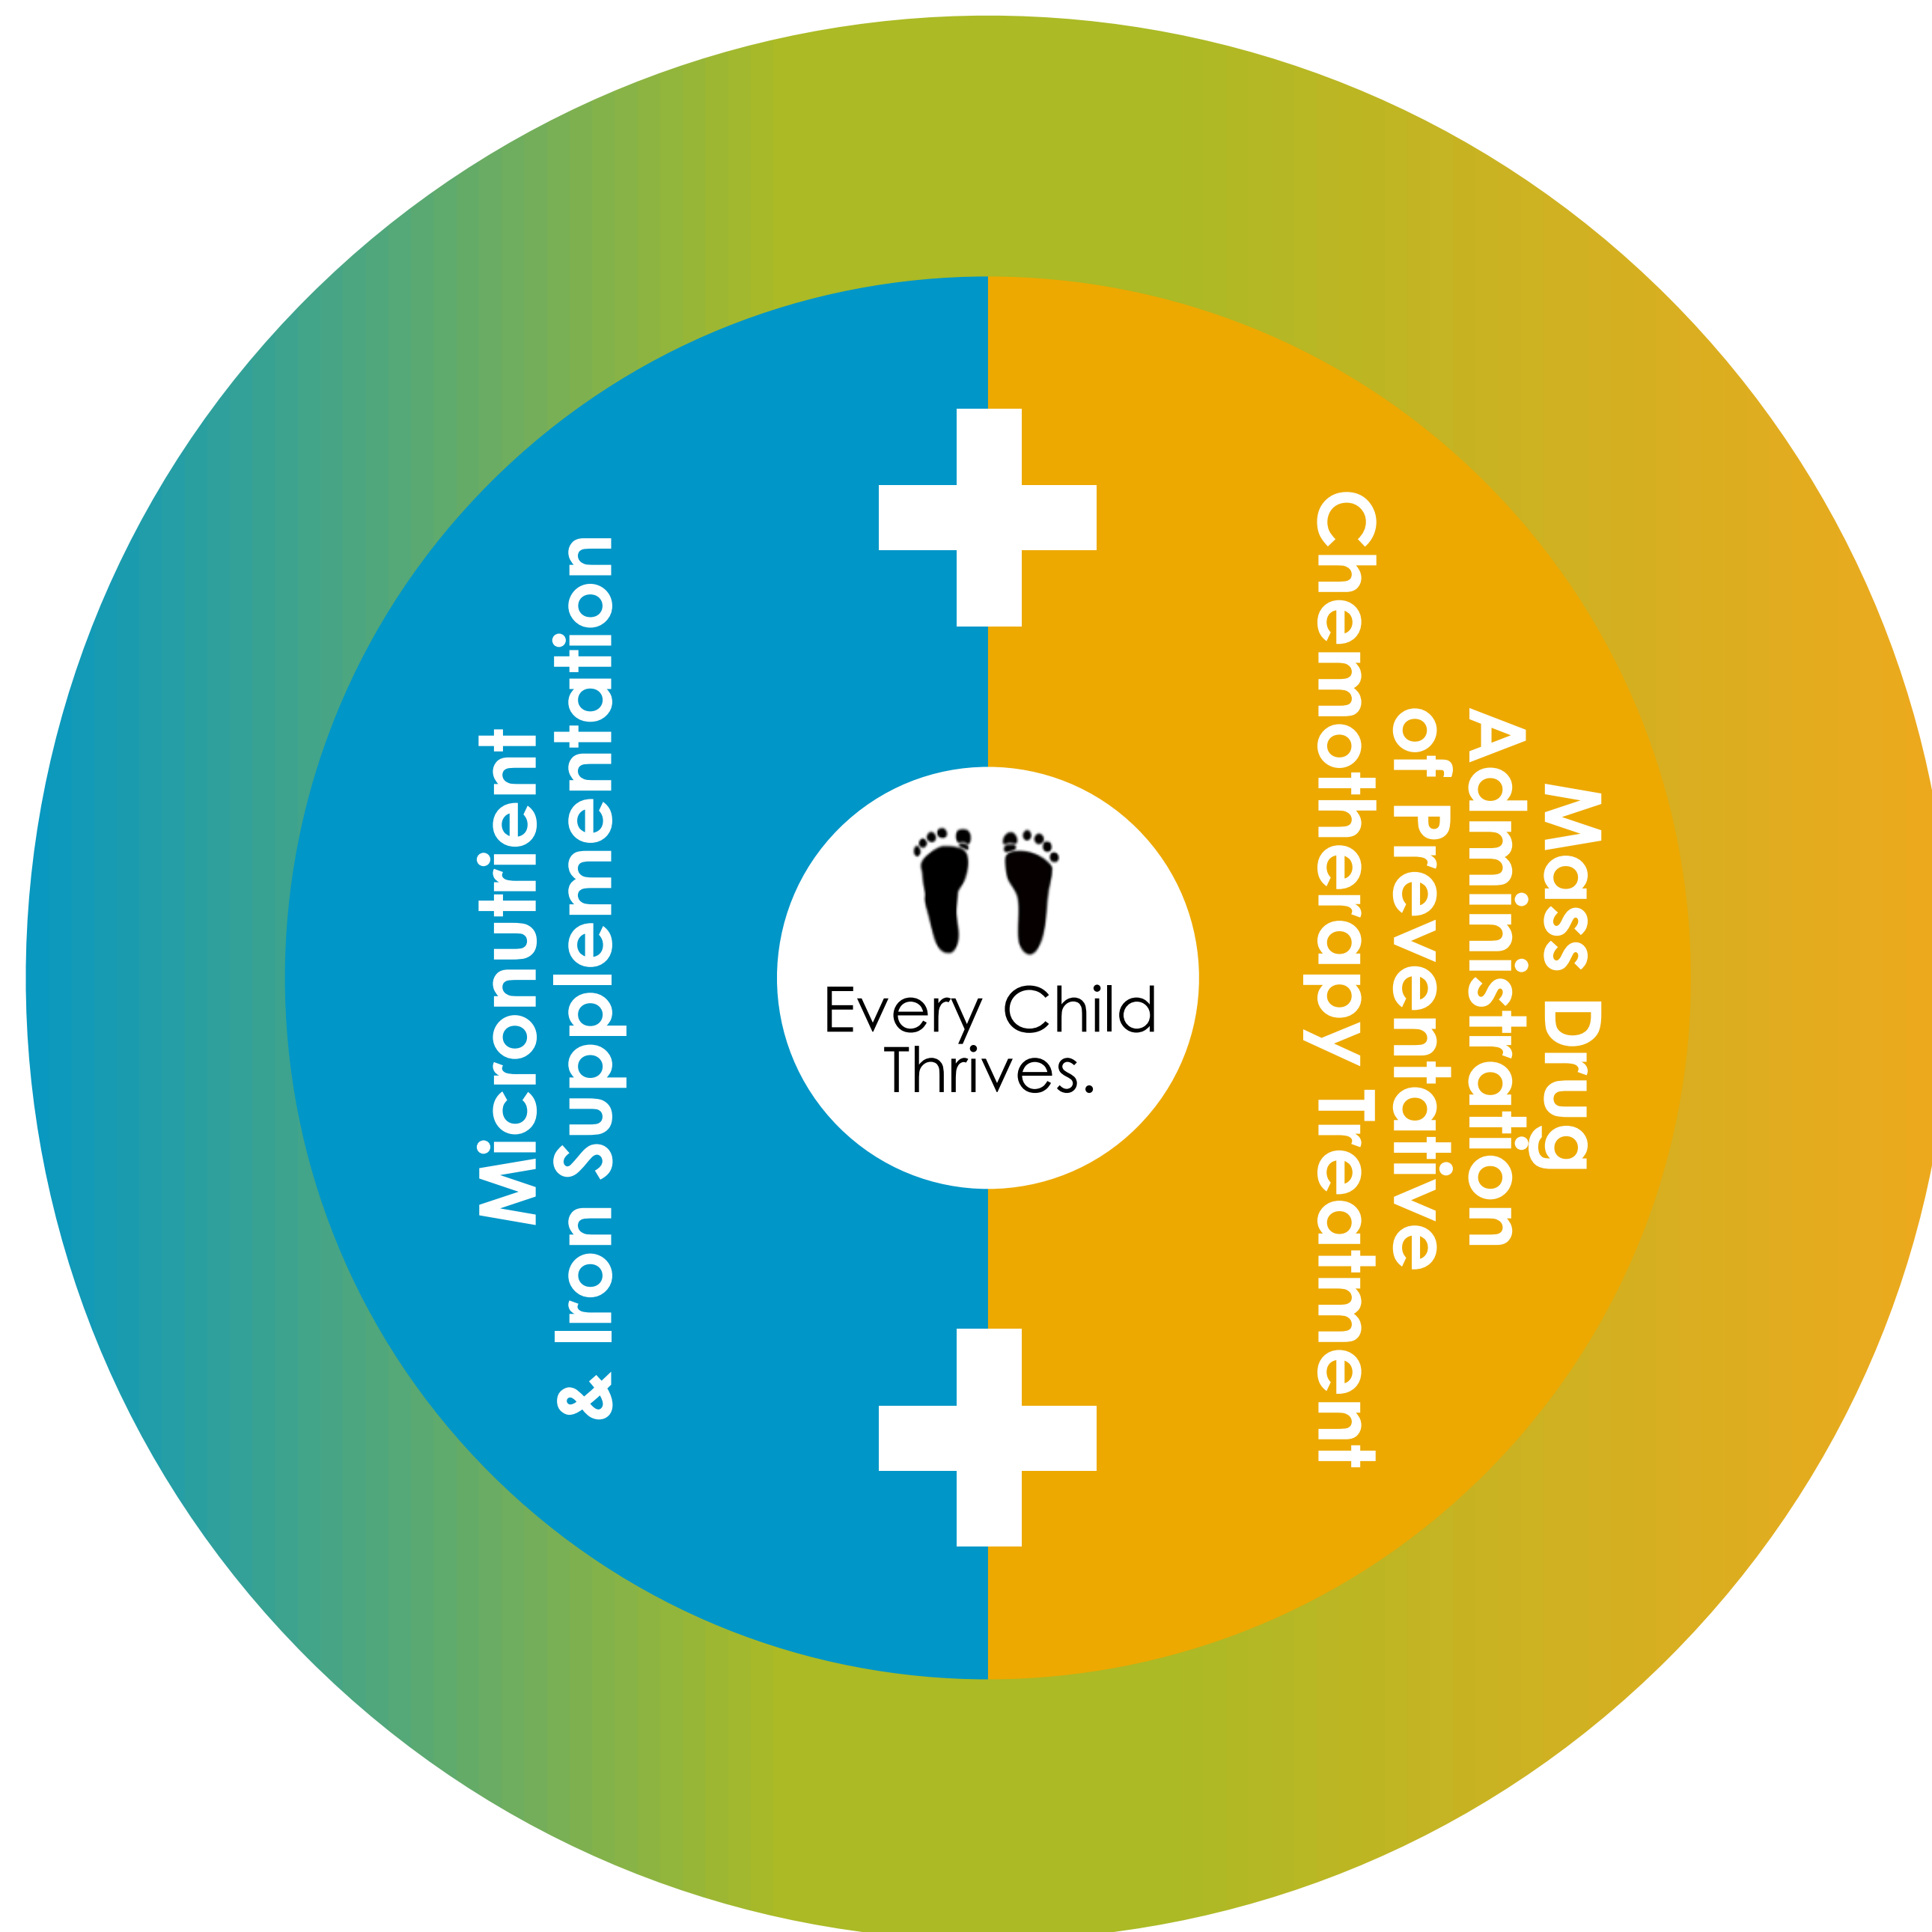 Micronutrient
& Iron Supplementation
Every Child
Thrives.
Mass Drug
Administration
of Preventative
Chemotherapy Treatment